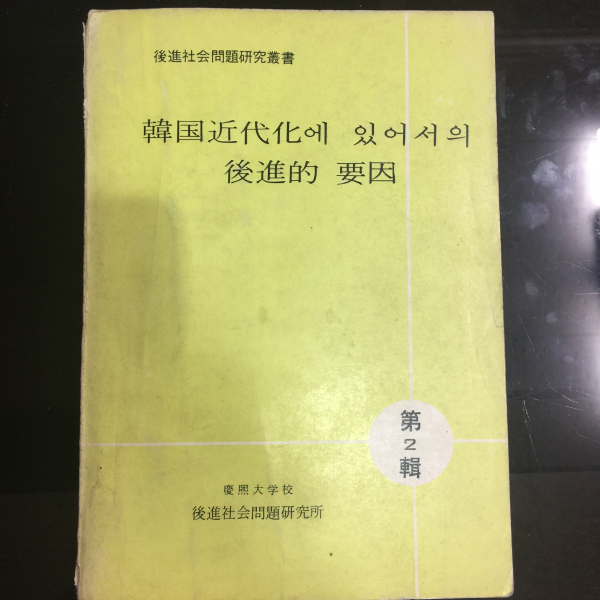 後進社会問題研究叢書
韓国近代化에 있어서의
後進的 要因
第
2
輯
慶熙大学校
後進社会問題研究所